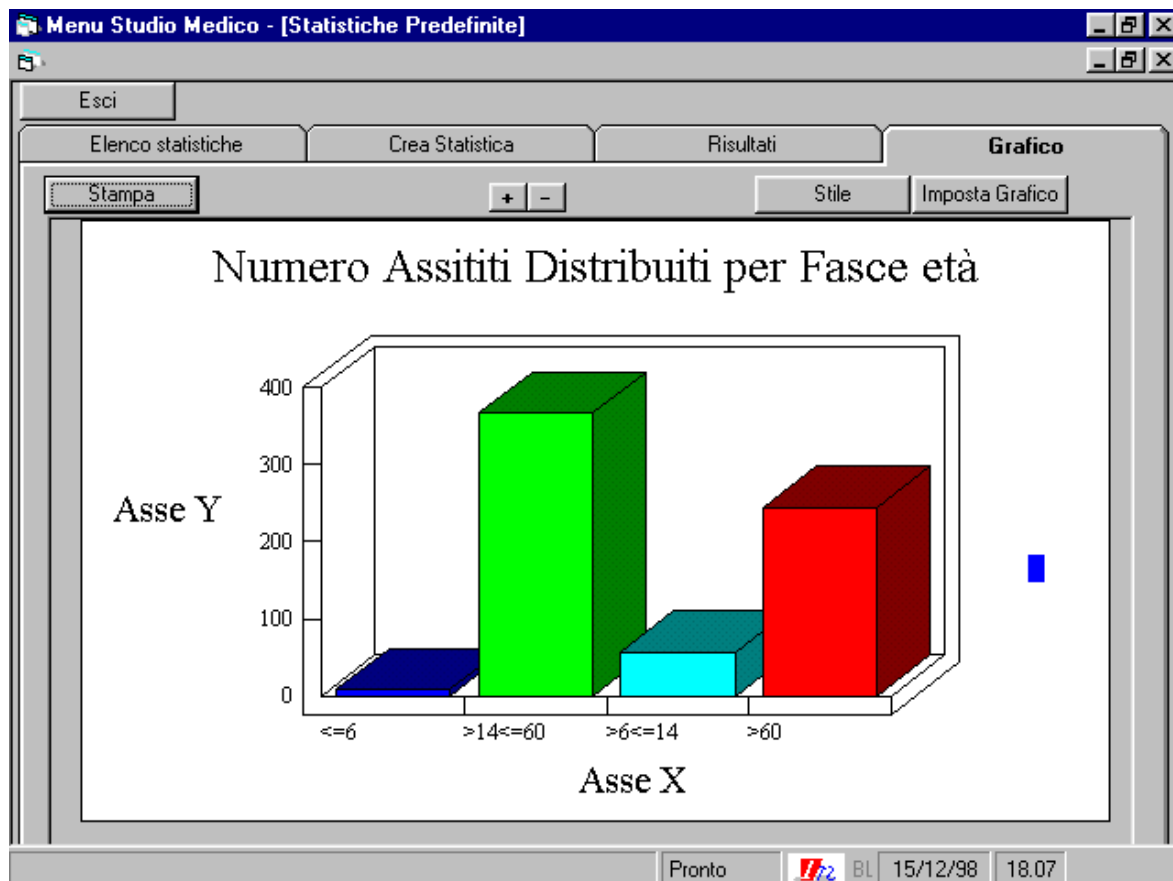 Menu Studio Medico - [Statistiche Predefinite]
Esci
Elenco statistiche
Crea Statistica
Risultati
Grafico
Stampa
+
-
Stile
Imposta Grafico
Numero Assititi Distribuiti per Fasce età
Asse Y
400
300
200
100
0
<=6
>14<=60
>6<=14
>60
Asse X
Pronto
BL
15/12/98
18.07